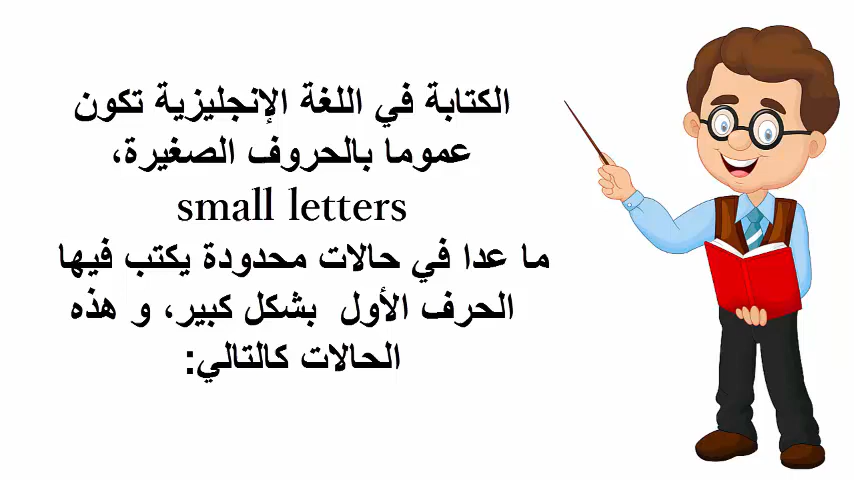 الكتابة في اللغة الإنجليزية تكون
عموما بالحروف الصغيرة،
small letters
ما عدا في حالات محدودة يكتب فيها
الحرف الأول بشكل كبير، و هذه
الحالات كالتالي: